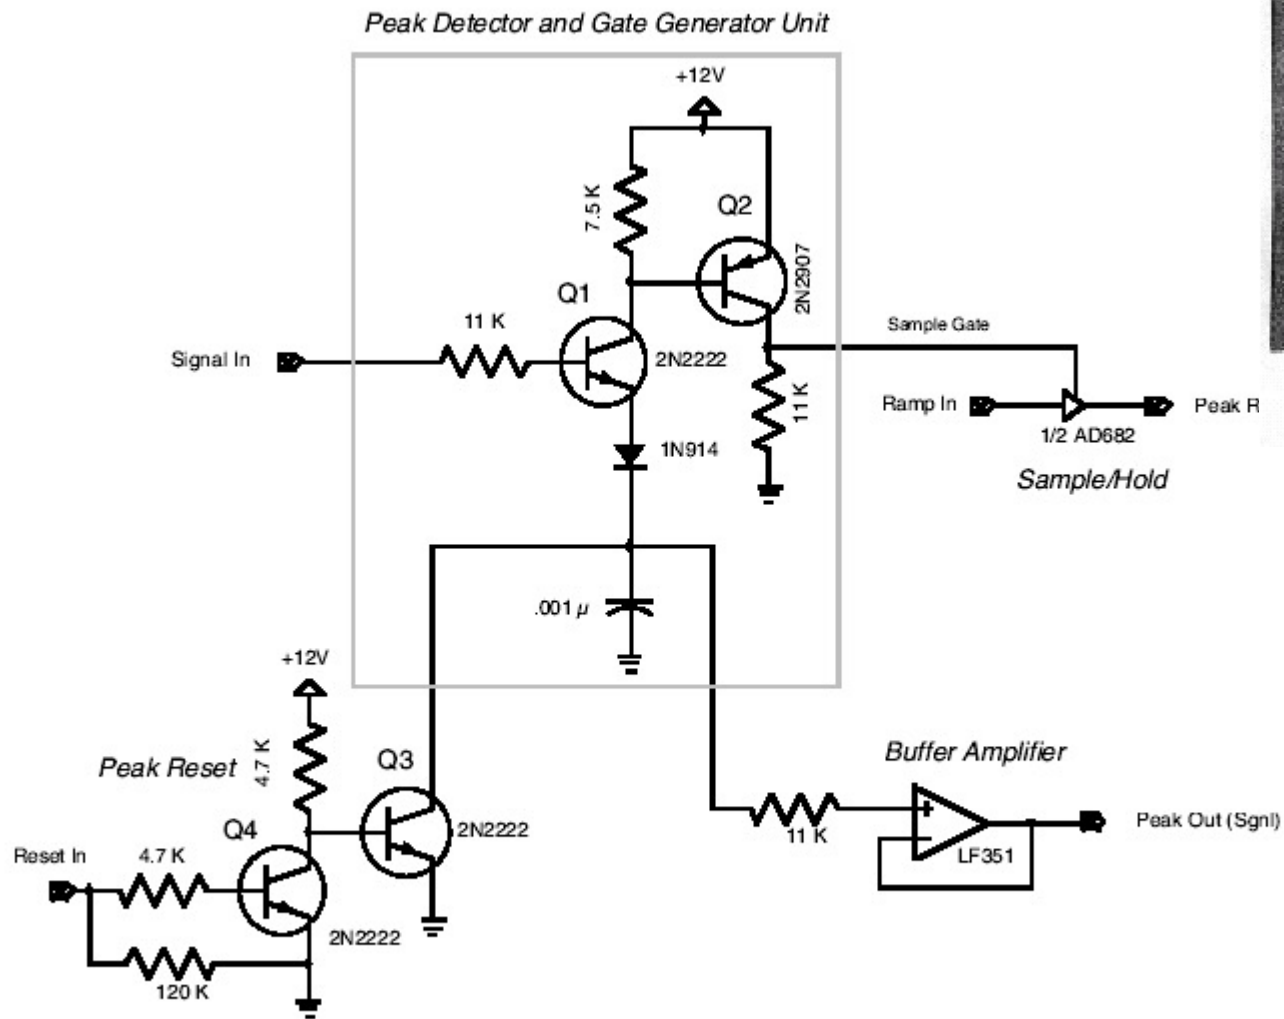 Peak Detector and Gate Generator Unit
+12V
7.5 K
Q2
2N2907
Q1
11 K
Signal In
2N2222
Sample Gate
11 K
Ramp In
Peak R
1/2 AD682
1N914
Sample/Hold
.001 µ
+12V
4.7 K
Peak Reset
Q3
Buffer Amplifier
2N2222
Q4
11 K
LF351
Peak Out (Sgnl)
Reset In
4.7 K
2N2222
120 K